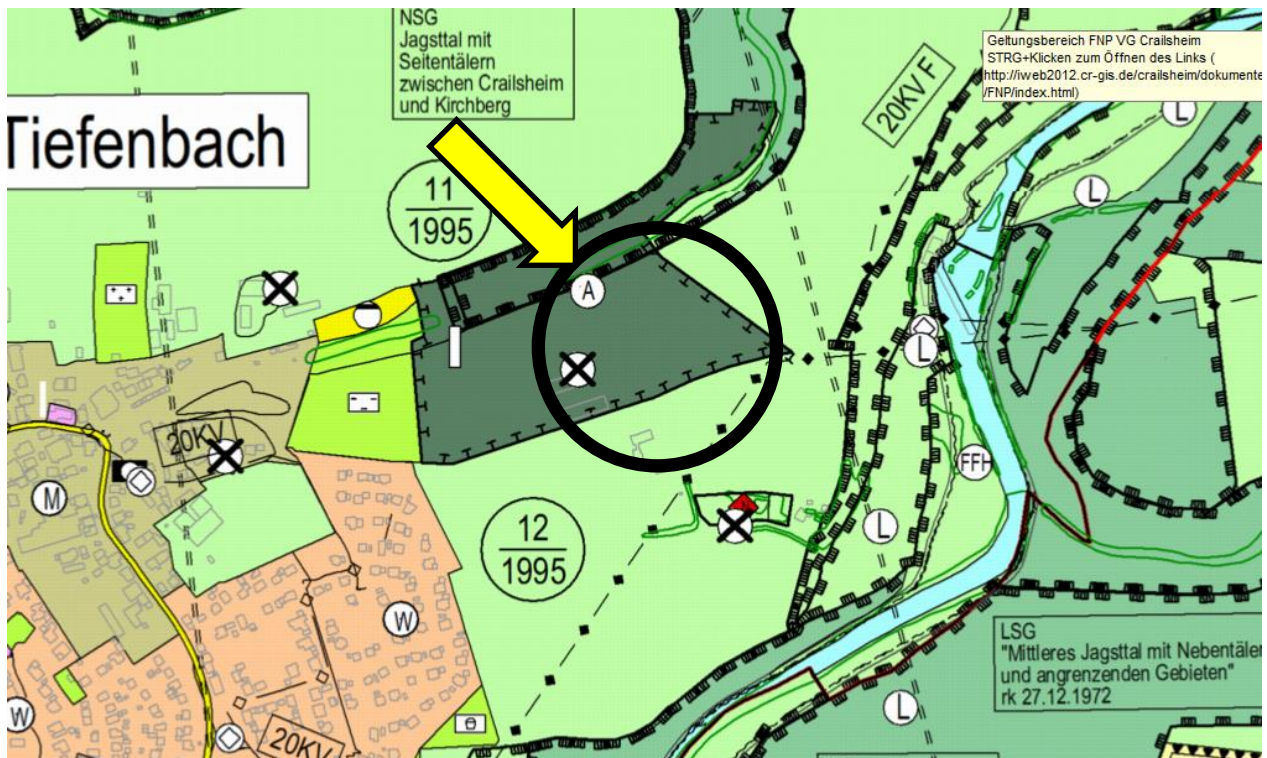 NSG
Jagsttal mit
Seitentälern
zwischen Crailsheim
und Kirchberg
Geltungsbereich FNP VG Crailsheim
STRG+Klicken zum Öffnen des Links (
http://iweb2012.cr-gis.de/crailsheim/dokumente
/FNP/index.html)
20KV F
L
Tiefenbach
11
1995
L
A
L
20KV
M
FFH
12
1995
L
W
LSG
"Mittleres Jagsttal mit Nebentäler
und angrenzenden Gebieten"
rk 27.12.1972
W
L
20KV